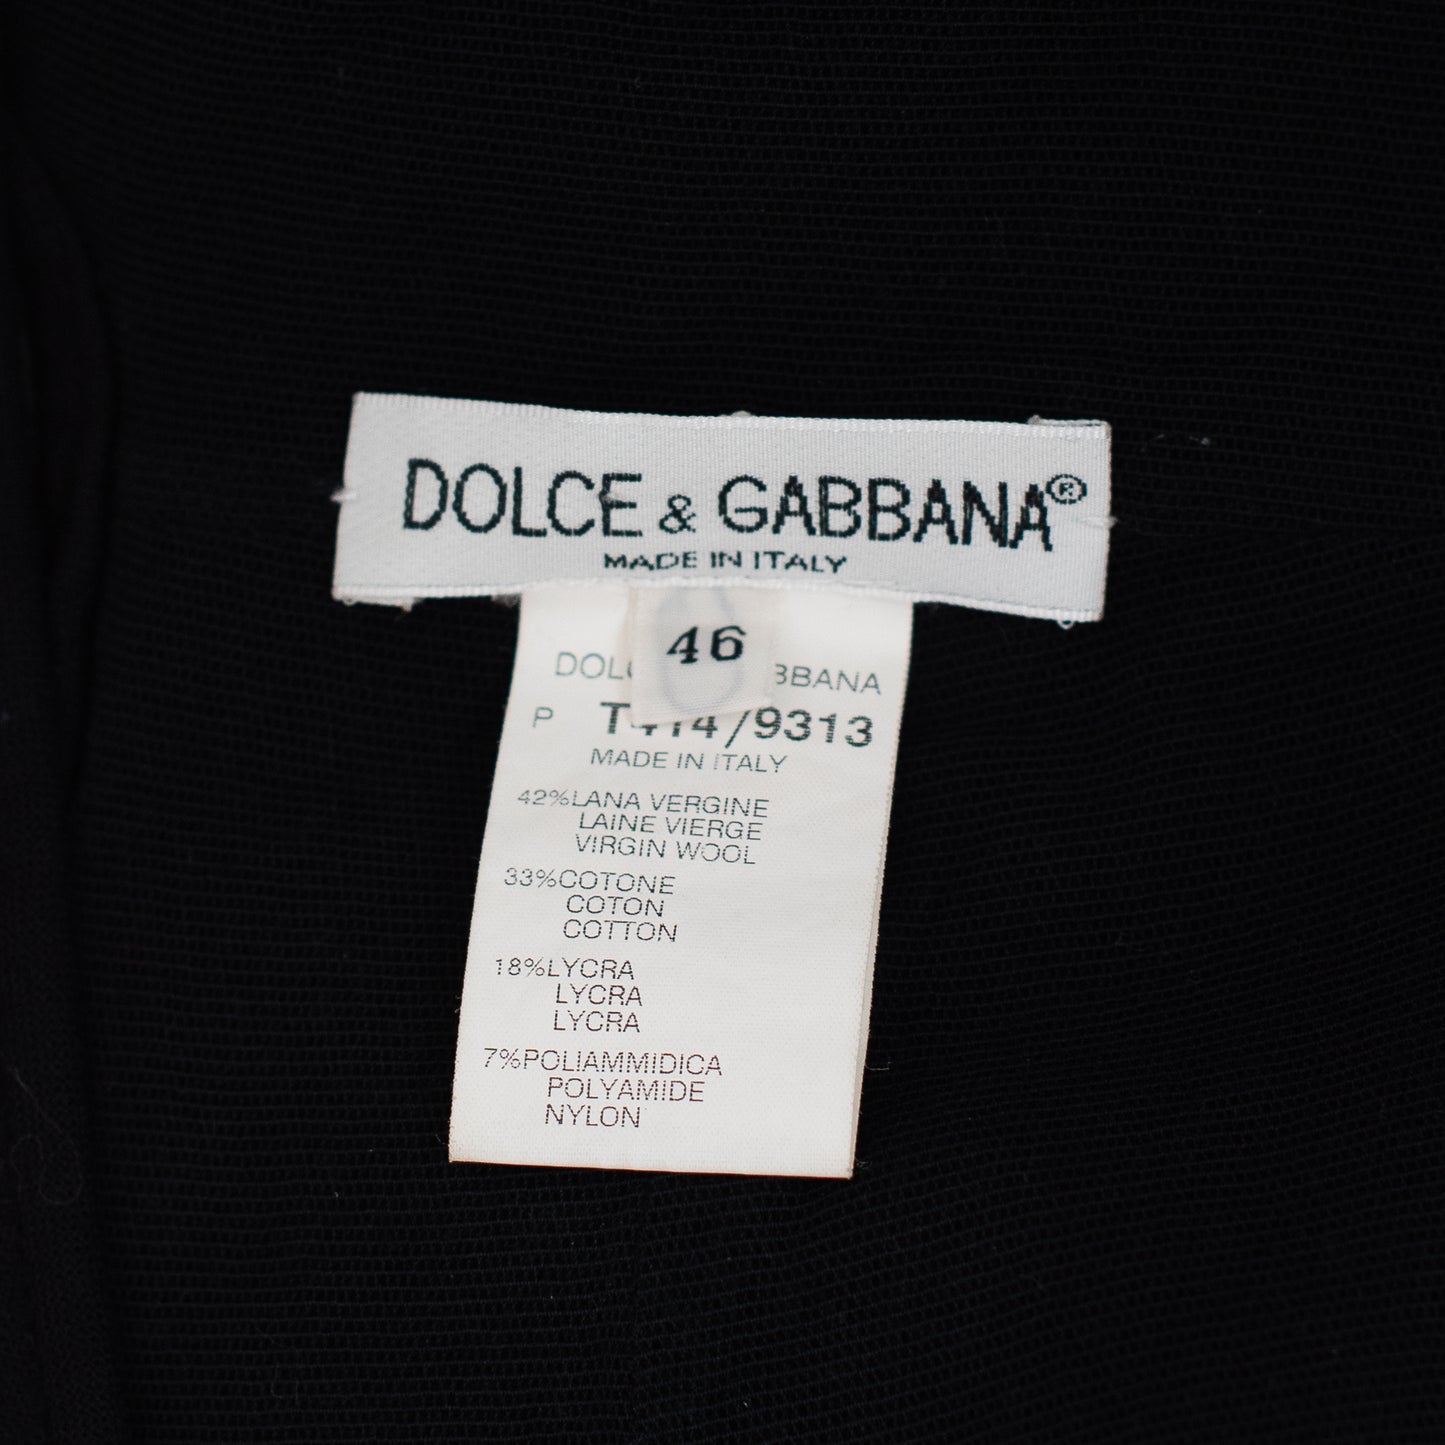 DOLCE & GABBANA®
MADE IN ITALY
46
P T414/9313
MADE IN ITALY
42%LANA VERGINE
LAINE VIERGE
VIRGIN WOOL
33%COTONE
COTON
COTTON
18%LYCRA
LYCRA
LYCRA
7%POLIAMMIDICA
POLYAMIDE
NYLON